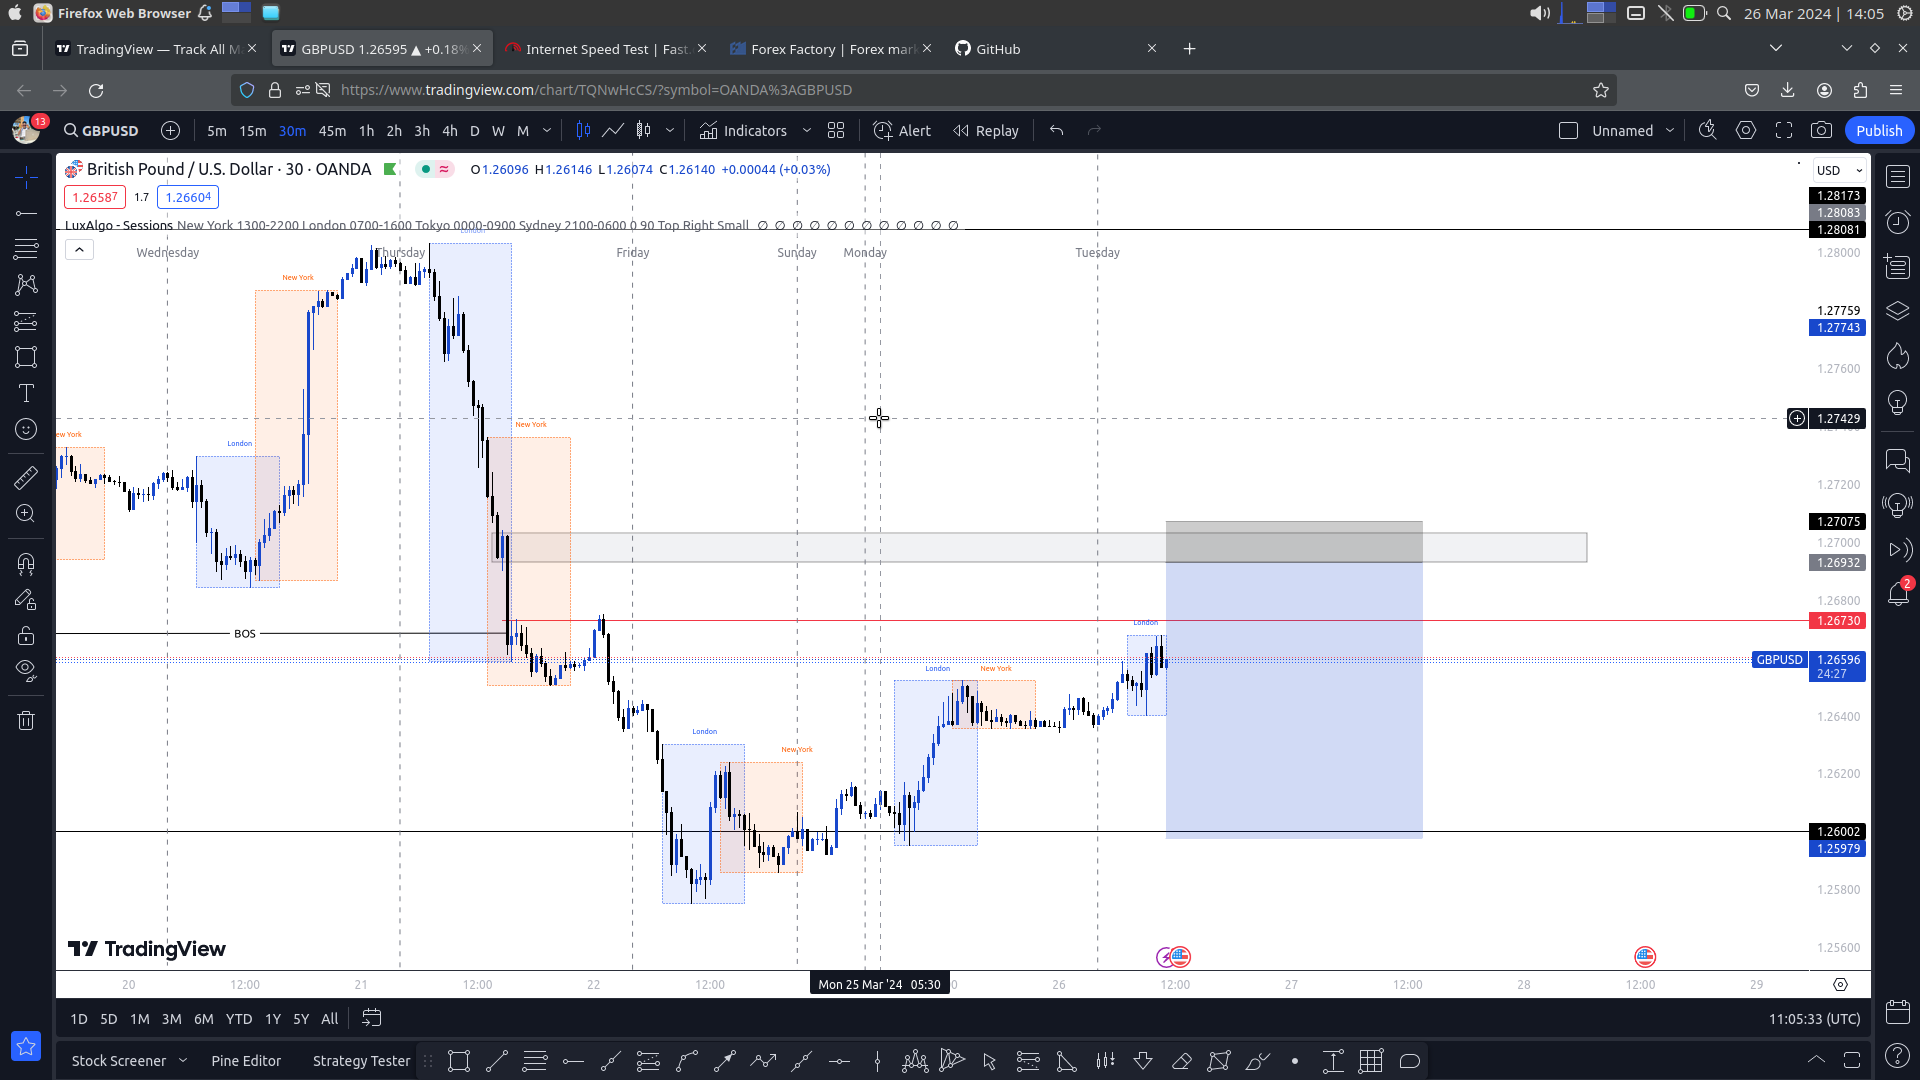 Firefox Web Browser
26 Mar 2024 | 14:05
TradingView — Track All M
GBPUSD 1.26595 ▲ +0.18%
Internet Speed Test | Fast.
Forex Factory | Forex mark
GitHub
https://www.tradingview.com/chart/TQNwHcCS/?symbol=OANDA%3AGBPUSD
13
GBPUSD
5m 15m 30m 45m 1h 2h 3h 4h D W M
Indicators
Alert
Replay
Unnamed
Publish
British Pound / U.S. Dollar · 30 · OANDA
O1.26096 H1.26146 L1.26074 C1.26140 +0.00044 (+0.03%)
USD
1.26587 1.7 1.26604
LuxAlgo - Sessions New York 1300-2200 London 0700-1600 Tokyo 0000-0900 Sydney 2100-0600 0 90 Top Right Small ∅ ∅ ∅ ∅ ∅ ∅ ∅ ∅ ∅ ∅ ∅ ∅
London
Wednesday
Thursday
Friday
Sunday
Monday
Tuesday
New York
New York
ew York
London
BOS
London
New York
London
New York
London
1.28173
1.28083
1.28081
1.28000
1.27759
1.27743
1.27600
1.27429
1.27200
1.27075
1.27000
1.26932
1.26800
1.26730
GBPUSD 1.26596
24:27
1.26400
1.26200
1.26002
1.25979
1.25800
1.25600
2
TradingView
20 12:00 21 12:00 22 12:00 Mon 25 Mar '24 05:30 0 26 12:00 27 12:00 28 12:00 29
1D 5D 1M 3M 6M YTD 1Y 5Y All
11:05:33 (UTC)
Stock Screener
Pine Editor
Strategy Tester